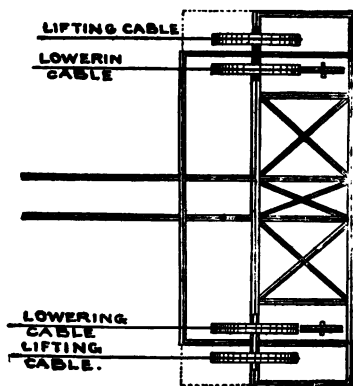 LIFTING CABLE
LOWERIN
CABLE
LOWERING
CABLE
LIFTING
CABLE.